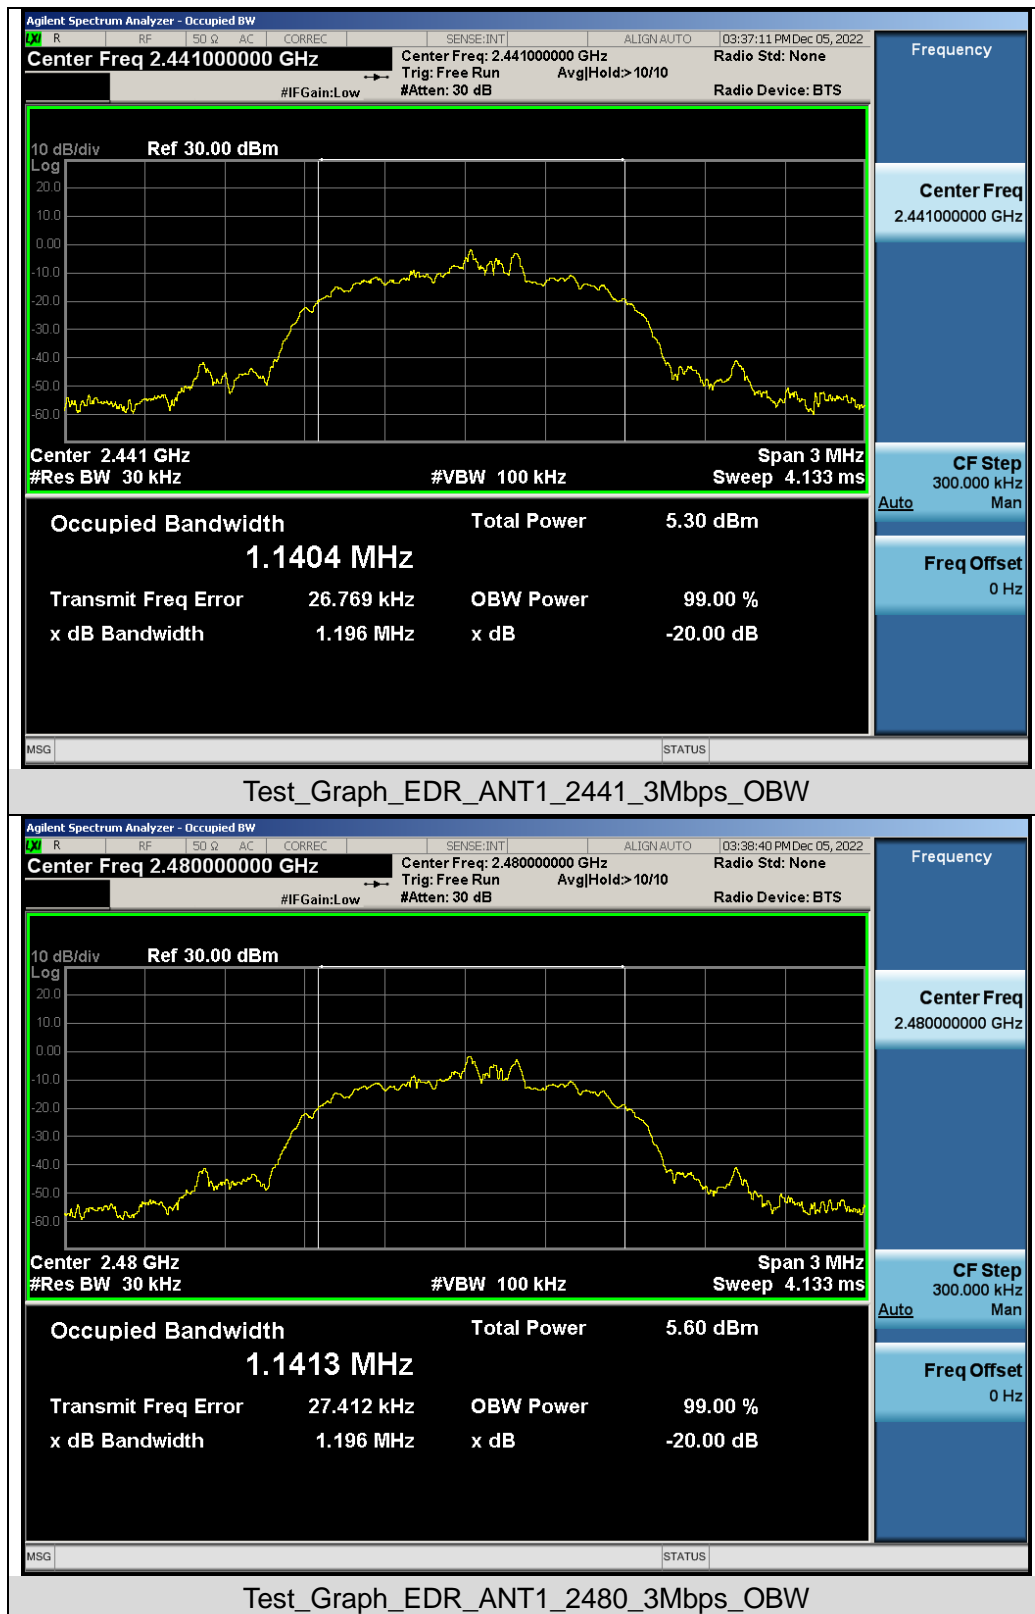 Agilent Spectrum Analyzer - Occupied BW
LXI R RF 50 Ω AC CORREC SENSE:INT ALIGN AUTO 03:37:11 PM Dec 05, 2022
Center Freq 2.441000000 GHz Center Freq: 2.441000000 GHz Radio Std: None
Trig: Free Run Avg|Hold:> 10/10
#IFGain:Low #Atten: 30 dB Radio Device: BTS
Frequency
10 dB/div Ref 30.00 dBm
Log
20.0
10.0
0.00
-10.0
-20.0
-30.0
-40.0
-50.0
-60.0
Center 2.441 GHz Span 3 MHz
#Res BW 30 kHz #VBW 100 kHz Sweep 4.133 ms
Center Freq
2.441000000 GHz
CF Step
300.000 kHz
Auto Man
Freq Offset
0 Hz
Occupied Bandwidth Total Power 5.30 dBm
1.1404 MHz
Transmit Freq Error 26.769 kHz OBW Power 99.00 %
x dB Bandwidth 1.196 MHz x dB -20.00 dB
MSG STATUS
Test_Graph_EDR_ANT1_2441_3Mbps_OBW
Agilent Spectrum Analyzer - Occupied BW
LXI R RF 50 Ω AC CORREC SENSE:INT ALIGN AUTO 03:38:40 PM Dec 05, 2022
Center Freq 2.480000000 GHz Center Freq: 2.480000000 GHz Radio Std: None
Trig: Free Run Avg|Hold:> 10/10
#IFGain:Low #Atten: 30 dB Radio Device: BTS
Frequency
10 dB/div Ref 30.00 dBm
Log
20.0
10.0
0.00
-10.0
-20.0
-30.0
-40.0
-50.0
-60.0
Center 2.48 GHz Span 3 MHz
#Res BW 30 kHz #VBW 100 kHz Sweep 4.133 ms
Center Freq
2.480000000 GHz
CF Step
300.000 kHz
Auto Man
Freq Offset
0 Hz
Occupied Bandwidth Total Power 5.60 dBm
1.1413 MHz
Transmit Freq Error 27.412 kHz OBW Power 99.00 %
x dB Bandwidth 1.196 MHz x dB -20.00 dB
MSG STATUS
Test_Graph_EDR_ANT1_2480_3Mbps_OBW